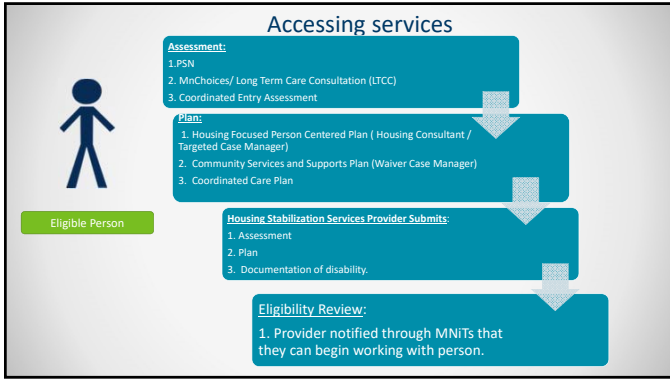 Accessing services
Assessment:
1.PSN
2. MnChoices/ Long Term Care Consultation (LTCC)
3. Coordinated Entry Assessment
Plan:
1. Housing Focused Person Centered Plan ( Housing Consultant /
Targeted Case Manager)
2. Community Services and Supports Plan (Waiver Case Manager)
3. Coordinated Care Plan
Eligible Person
Housing Stabilization Services Provider Submits:
1. Assessment
2. Plan
3. Documentation of disability.
Eligibility Review:
1. Provider notified through MNiTs that
they can begin working with person.